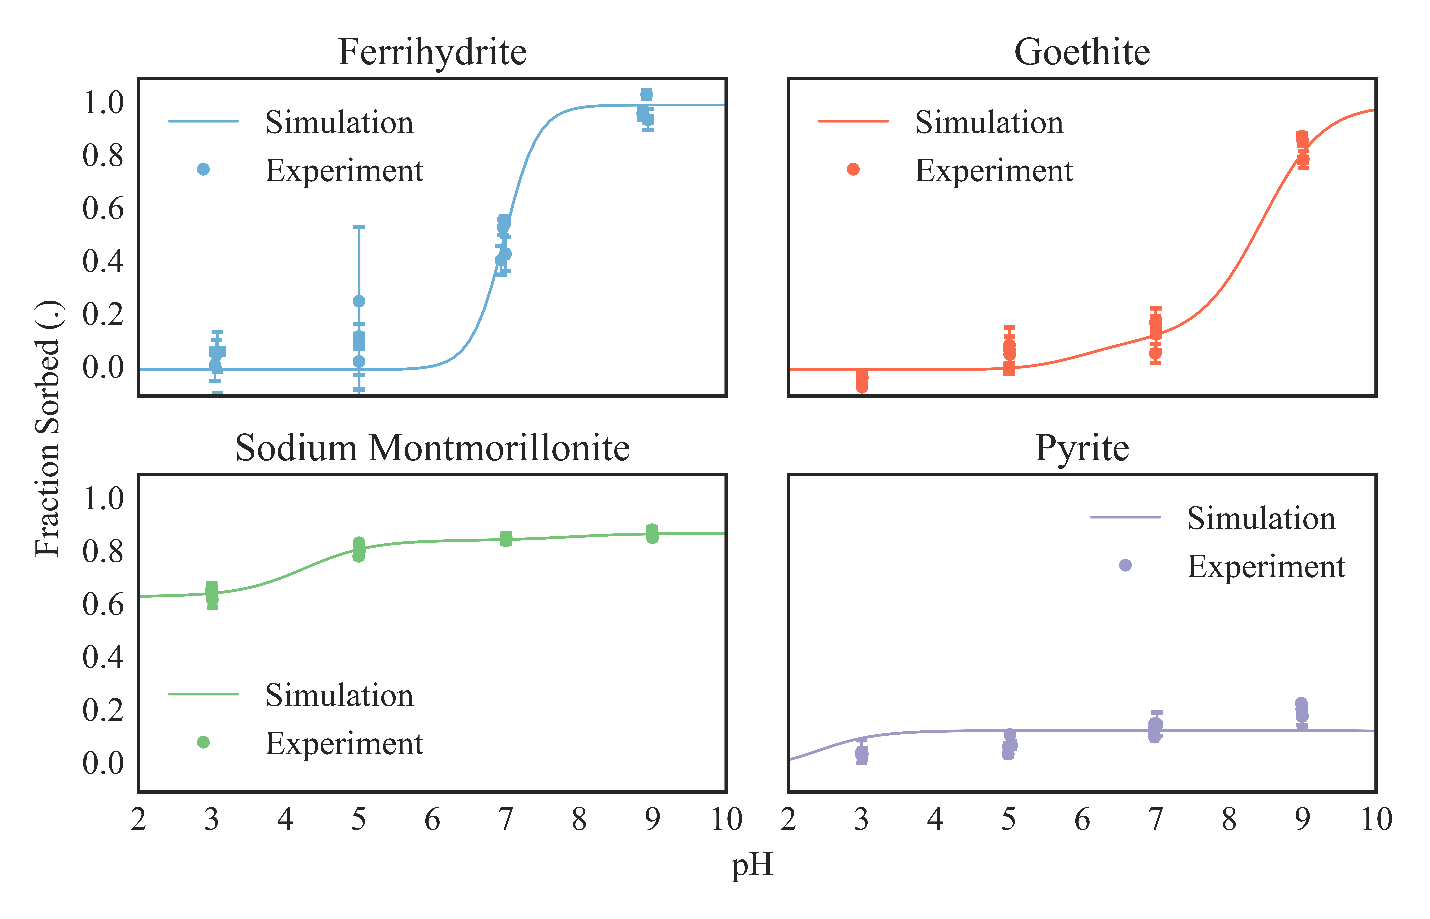 Ferrihydrite
Goethite
1.0
0.8
0.6
0.4
0.2
0.0
Simulation
Experiment
Simulation
Experiment
Fraction Sorbed (.)
Sodium Montmorillonite
Pyrite
1.0
0.8
0.6
0.4
0.2
0.0
Simulation
Experiment
Simulation
Experiment
2 3 4 5 6 7 8 9 10
2 3 4 5 6 7 8 9 10
pH